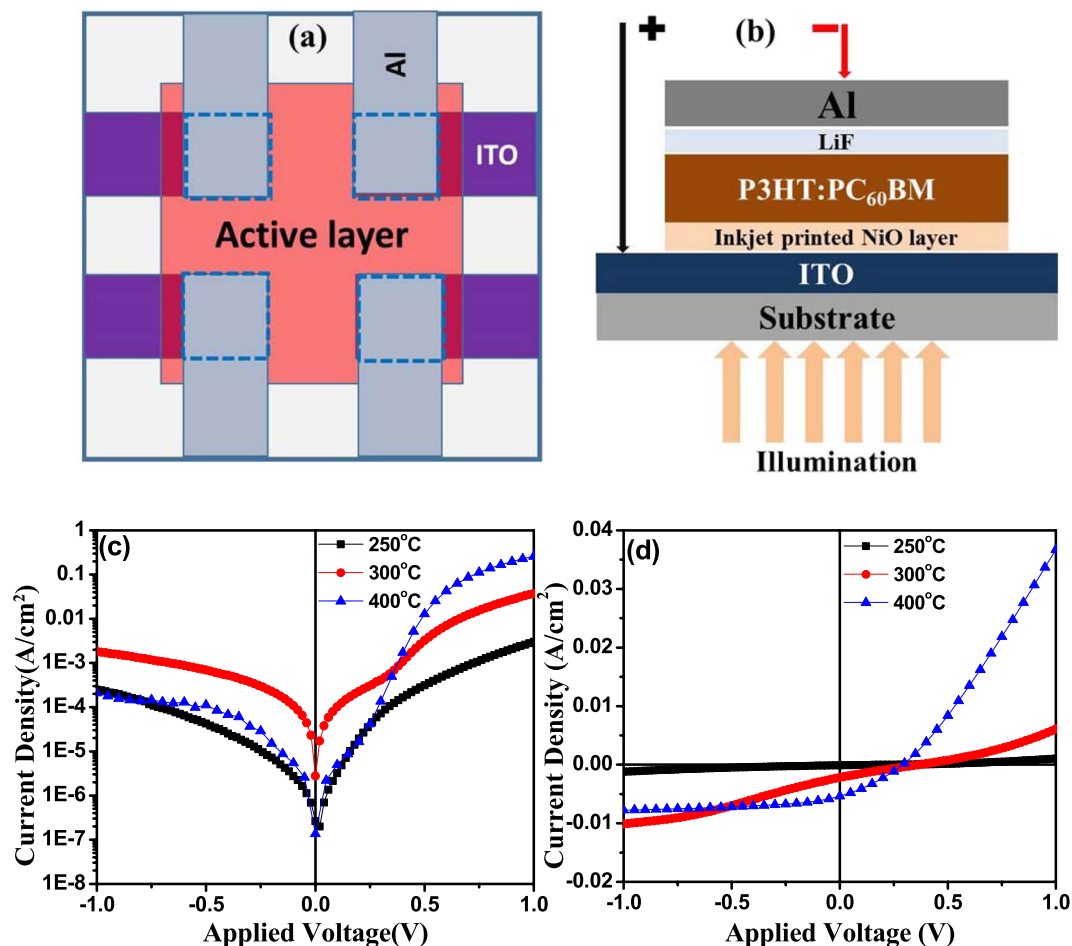 (a)
Al
ITO
Active layer
+ − (b)
Al
LiF
P3HT:PC₆₀BM
Inkjet printed NiO layer
ITO
Substrate
Illumination
(c)
250°C
300°C
400°C
1
0.1
0.01
1E-3
1E-4
1E-5
1E-6
1E-7
1E-8
Current Density(A/cm²)
-1.0 -0.5 0.0 0.5 1.0
Applied Voltage(V)
(d)
250°C
300°C
400°C
0.04
0.03
0.02
0.01
0.00
-0.01
-0.02
Current Density (A/cm²)
-1.0 -0.5 0.0 0.5 1.0
Applied Voltage (V)